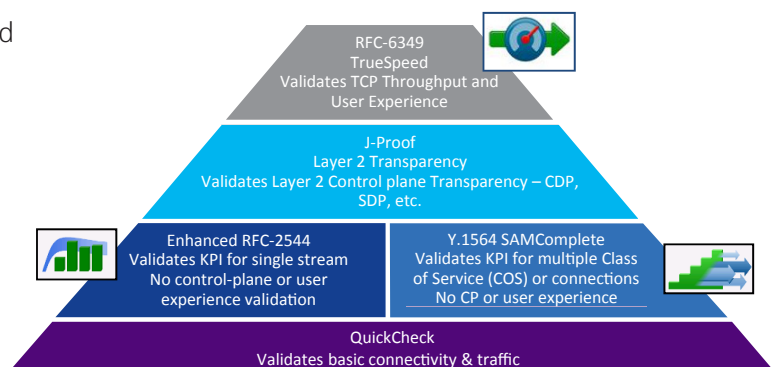 d
RFC-6349
TrueSpeed
Validates TCP Throughput and
User Experience
J-Proof
Layer 2 Transparency
Validates Layer 2 Control plane Transparency – CDP,
SDP, etc.
Enhanced RFC-2544
Validates KPI for single stream
No control-plane or user
experience validation
Y.1564 SAMComplete
Validates KPI for multiple Class
of Service (COS) or connections
No CP or user experience
QuickCheck
Validates basic connectivity & traffic